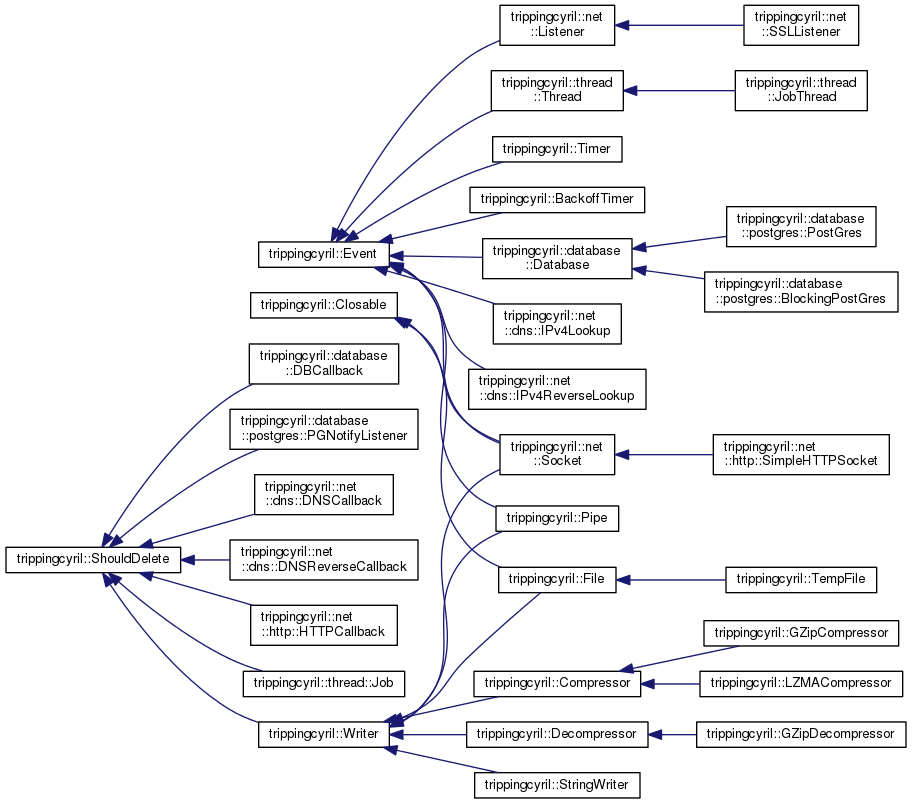 trippingcyril::net
::Listener
trippingcyril::net
::SSLListener
trippingcyril::thread
::Thread
trippingcyril::thread
::JobThread
trippingcyril::Timer
trippingcyril::BackoffTimer
trippingcyril::database
::postgres::PostGres
trippingcyril::Event
trippingcyril::database
::Database
trippingcyril::database
::postgres::BlockingPostGres
trippingcyril::Closable
trippingcyril::net
::dns::IPv4Lookup
trippingcyril::database
::DBCallback
trippingcyril::net
::dns::IPv4ReverseLookup
trippingcyril::database
::postgres::PGNotifyListener
trippingcyril::net
::Socket
trippingcyril::net
::http::SimpleHTTPSocket
trippingcyril::net
::dns::DNSCallback
trippingcyril::Pipe
trippingcyril::ShouldDelete
trippingcyril::net
::dns::DNSReverseCallback
trippingcyril::File
trippingcyril::TempFile
trippingcyril::net
::http::HTTPCallback
trippingcyril::GZipCompressor
trippingcyril::thread::Job
trippingcyril::Compressor
trippingcyril::LZMACompressor
trippingcyril::Writer
trippingcyril::Decompressor
trippingcyril::GZipDecompressor
trippingcyril::StringWriter